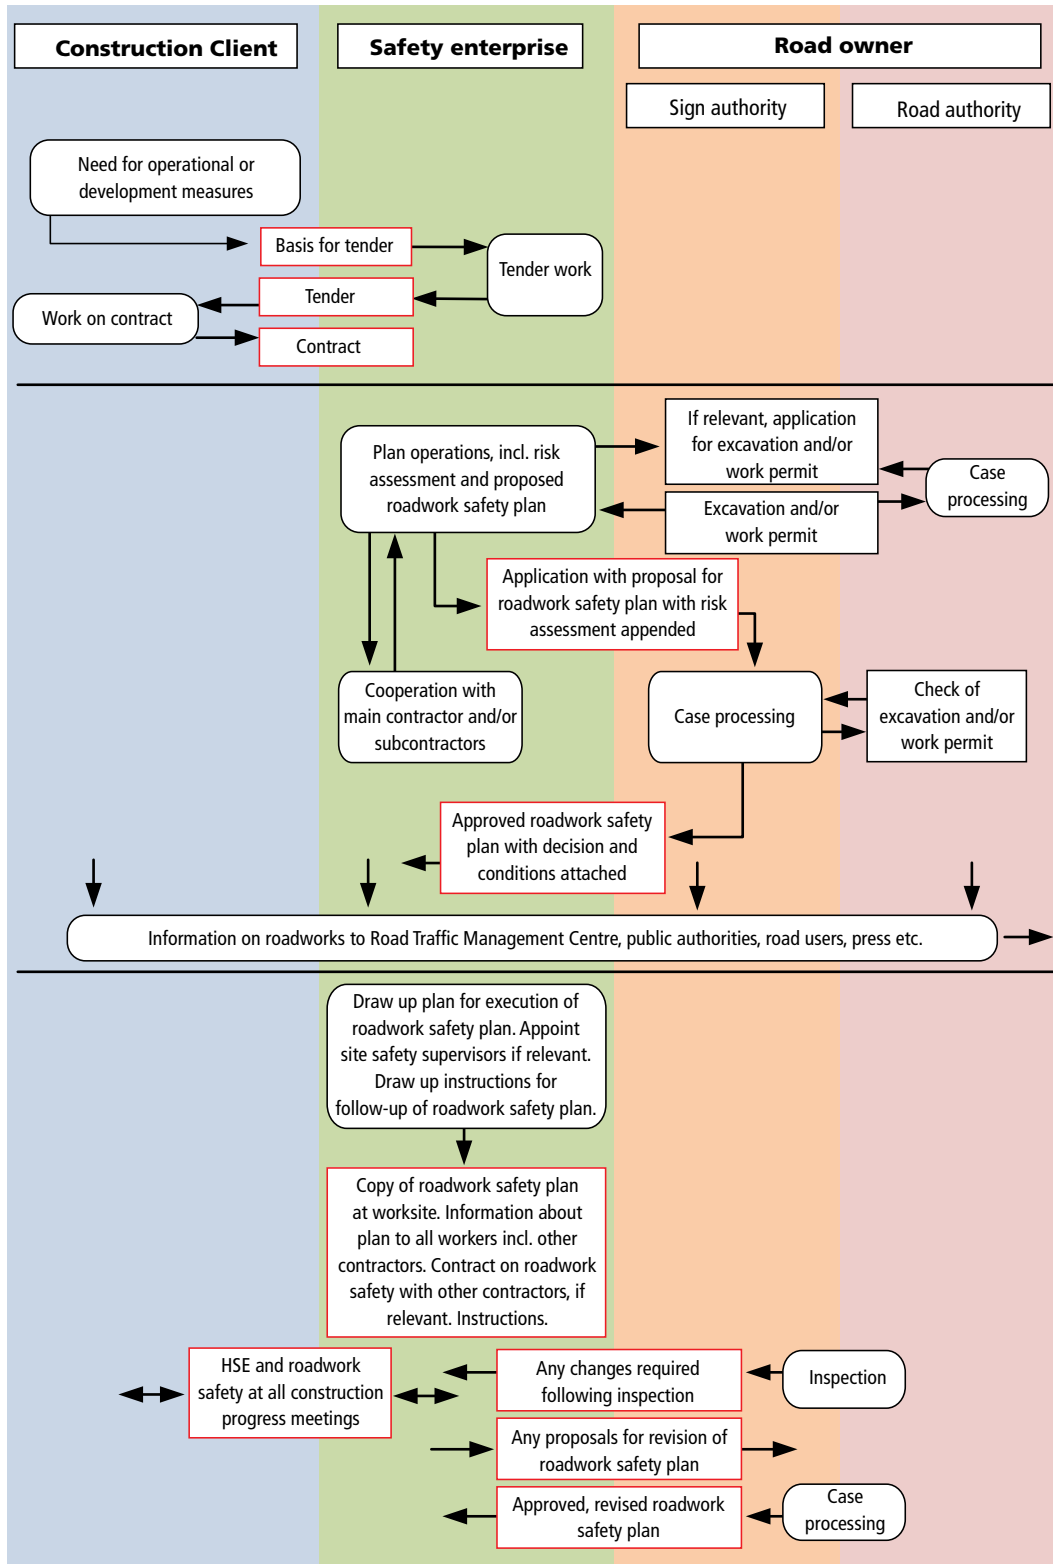 Construction Client
Safety enterprise
Road owner
Sign authority
Road authority
Need for operational or
development measures
Basis for tender
Tender work
Tender
Work on contract
Contract
If relevant, application
for excavation and/or
work permit
Plan operations, incl. risk
assessment and proposed
roadwork safety plan
Case
processing
Excavation and/or
work permit
Application with proposal for
roadwork safety plan with risk
assessment appended
Cooperation with
main contractor and/or
subcontractors
Case processing
Check of
excavation and/or
work permit
Approved roadwork safety
plan with decision and
conditions attached
Information on roadworks to Road Traffic Management Centre, public authorities, road users, press etc.
Draw up plan for execution of
roadwork safety plan. Appoint
site safety supervisors if relevant.
Draw up instructions for
follow-up of roadwork safety plan.
Copy of roadwork safety plan
at worksite. Information about
plan to all workers incl. other
contractors. Contract on roadwork
safety with other contractors, if
relevant. Instructions.
HSE and roadwork
safety at all construction
progress meetings
Any changes required
following inspection
Inspection
Any proposals for revision of
roadwork safety plan
Approved, revised roadwork
safety plan
Case
processing